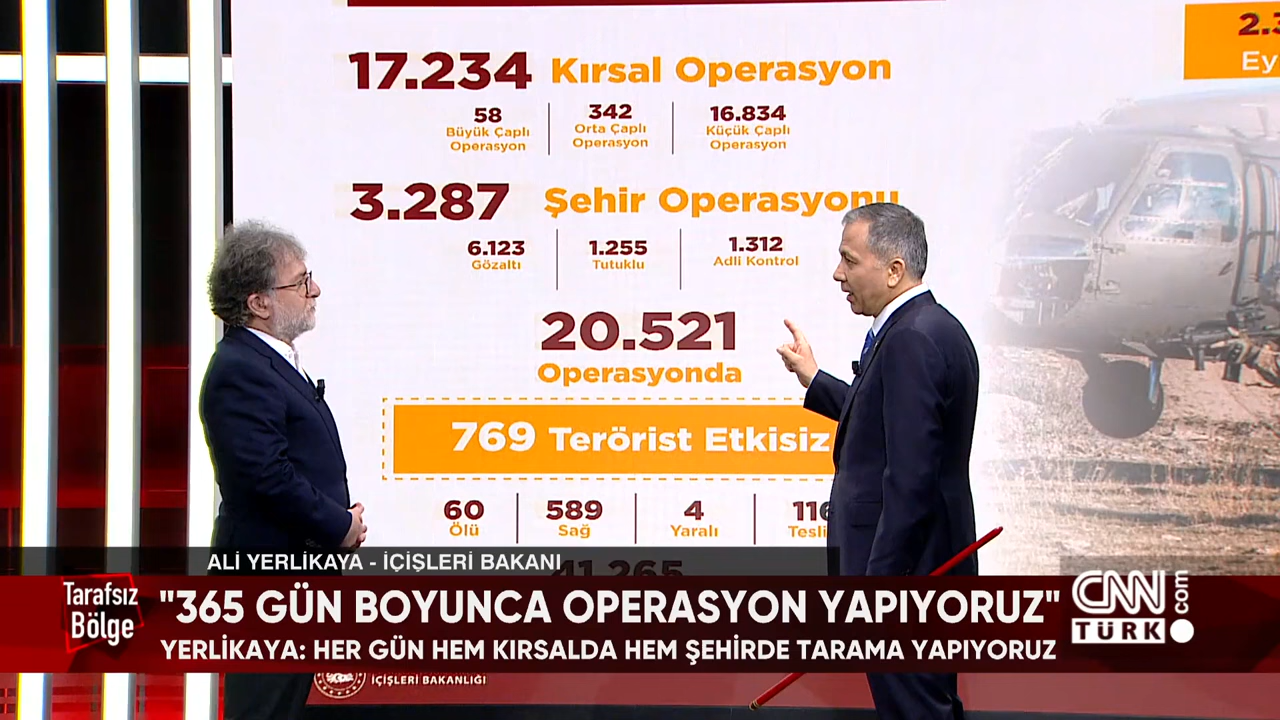 17.234 Kırsal Operasyon
58
Büyük Çaplı
Operasyon
342
Orta Çaplı
Operasyon
16.834
Küçük Çaplı
Operasyon
3.287 Şehir Operasyonu
6.123
Gözaltı
1.255
Tutuklu
1.312
Adli Kontrol
20.521
Operasyonda
769 Terörist Etkisiz
60
Ölü
589
Sağ
4
Yaralı
41.265
ALİ YERLİKAYA - İÇİŞLERİ BAKANI
Tarafsız
Bölge
"365 GÜN BOYUNCA OPERASYON YAPIYORUZ"
YERLİKAYA: HER GÜN HEM KIRSALDA HEM ŞEHİRDE TARAMA YAPIYORUZ
CNN
TÜRK
.com
İÇİŞLERİ BAKANLIĞI